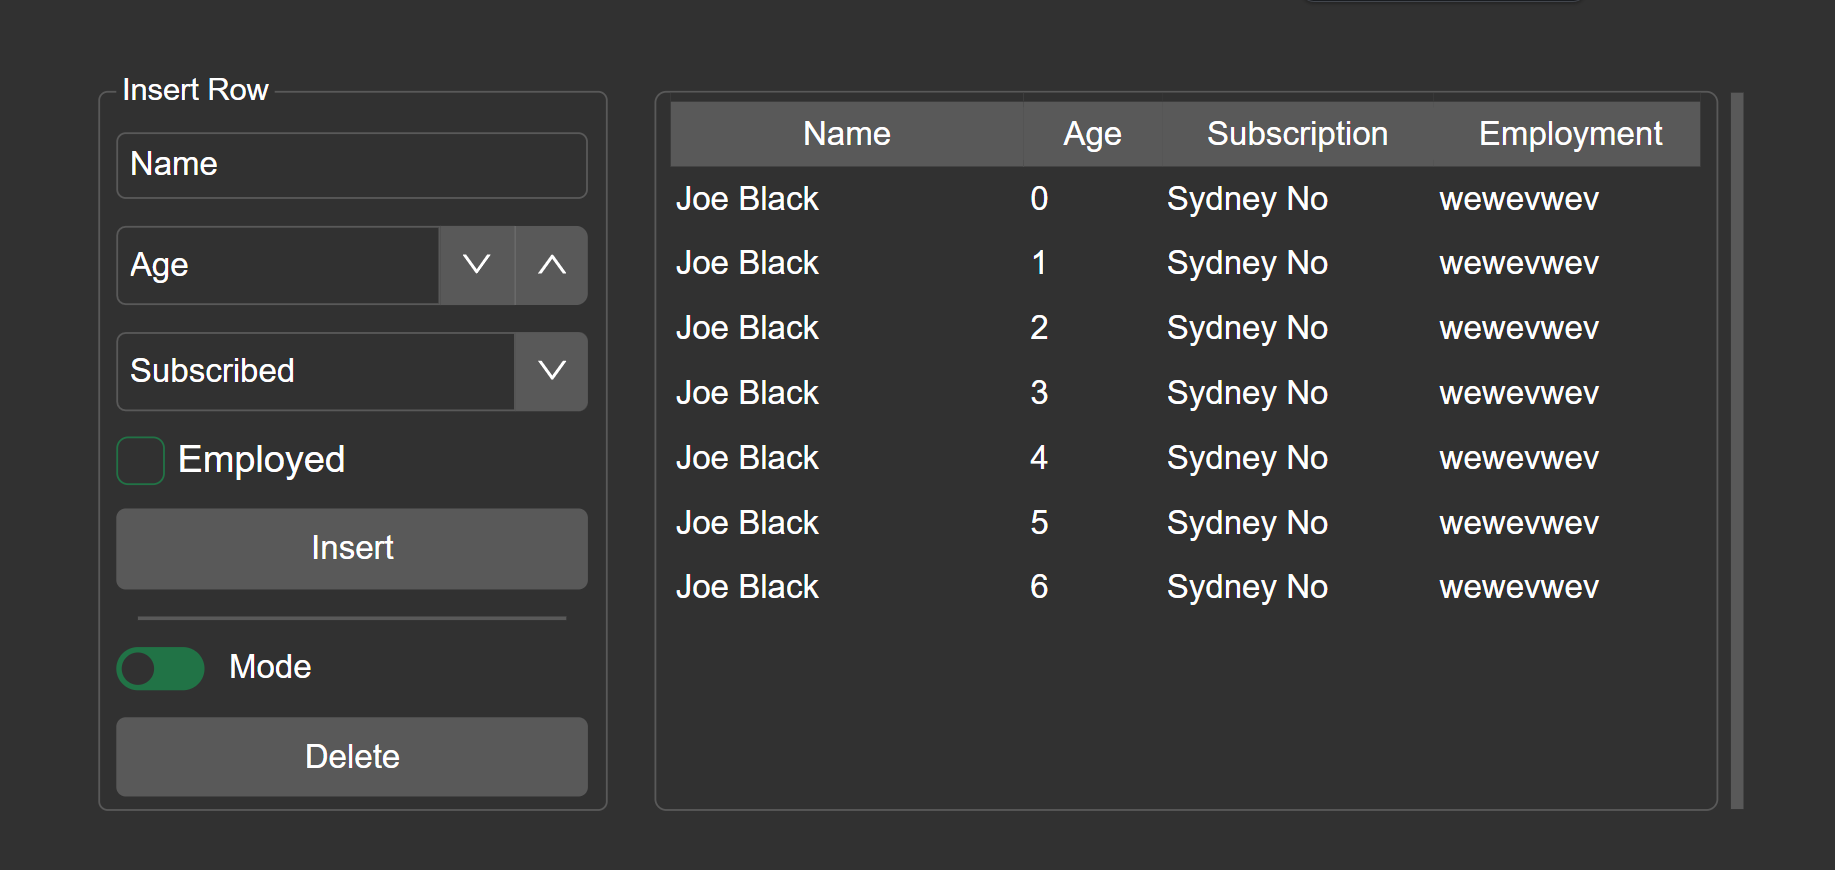 Insert Row
Name
Age
Subscribed
Employed
Insert
Mode
Delete
Name Age Subscription Employment
Joe Black 0 Sydney No wewevwev
Joe Black 1 Sydney No wewevwev
Joe Black 2 Sydney No wewevwev
Joe Black 3 Sydney No wewevwev
Joe Black 4 Sydney No wewevwev
Joe Black 5 Sydney No wewevwev
Joe Black 6 Sydney No wewevwev